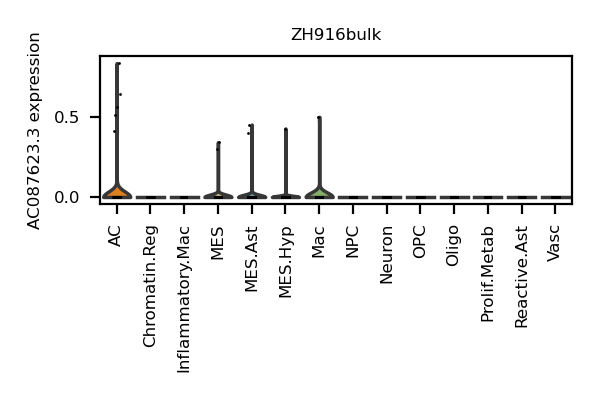 ZH916bulk
AC087623.3 expression
0.5
0.0
AC
Chromatin.Reg
Inflammatory.Mac
MES
MES.Ast
MES.Hyp
Mac
NPC
Neuron
OPC
Oligo
Prolif.Metab
Reactive.Ast
Vasc